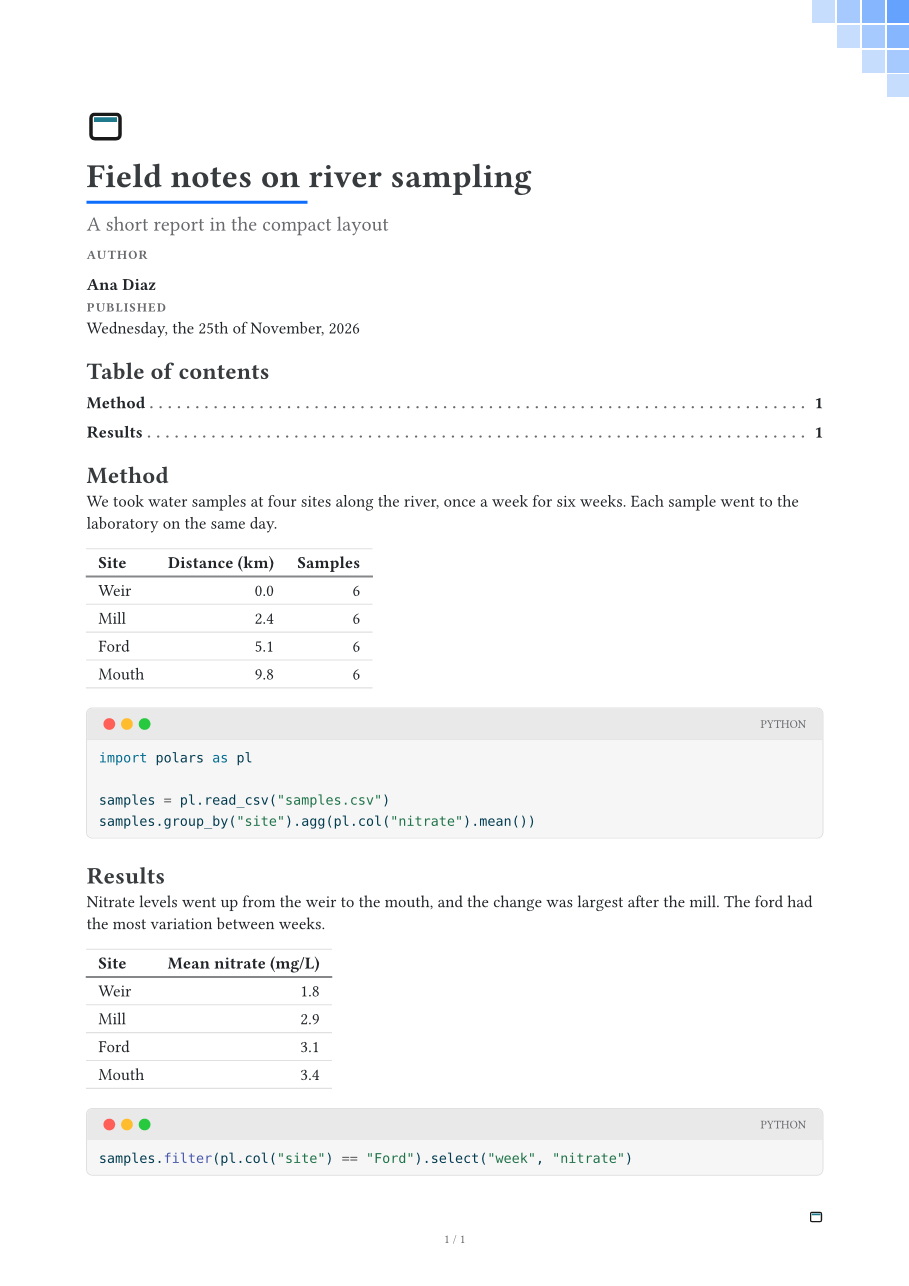 Field notes on river sampling
A short report in the compact layout
AUTHOR
Ana Diaz
PUBLISHED
Wednesday, the 25th of November, 2026
Table of contents
Method . . . . . . . . . . . . . . . . . . . . . . . . . . . . . . . . . . . . . . . . . . . . . . . . . . . . . . . . . . . . . . . . . . . . . . . . 1
Results . . . . . . . . . . . . . . . . . . . . . . . . . . . . . . . . . . . . . . . . . . . . . . . . . . . . . . . . . . . . . . . . . . . . . . . . 1
Method
We took water samples at four sites along the river, once a week for six weeks. Each sample went to the
laboratory on the same day.
Site Distance (km) Samples
Weir 0.0 6
Mill 2.4 6
Ford 5.1 6
Mouth 9.8 6
PYTHON
import polars as pl
samples = pl.read_csv("samples.csv")
samples.group_by("site").agg(pl.col("nitrate").mean())
Results
Nitrate levels went up from the weir to the mouth, and the change was largest after the mill. The ford had
the most variation between weeks.
Site Mean nitrate (mg/L)
Weir 1.8
Mill 2.9
Ford 3.1
Mouth 3.4
PYTHON
samples.filter(pl.col("site") == "Ford").select("week", "nitrate")
1 / 1